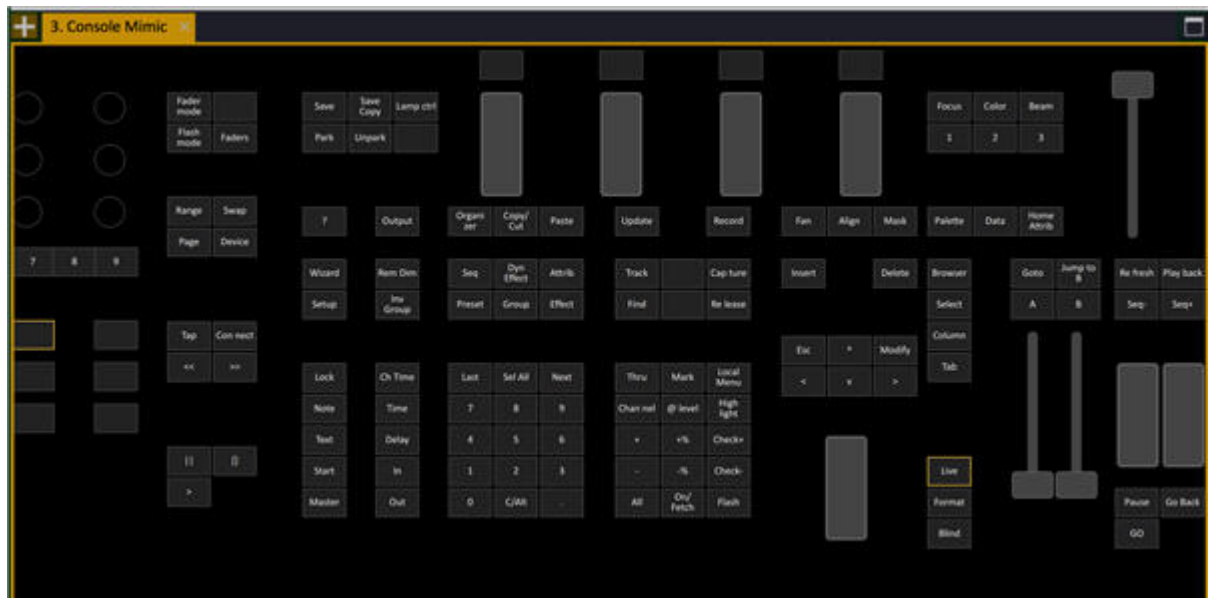 3. Console Mimic
Fader mode
Save Save Copy Lamp ctrl
Focus Color Beam
Flash mode Faders
Park Unpark
1 2 3
Range Swap
? Output Organi zer Copy/ Cut Paste Update Record Fan Align Mask Palette Data Home Attrib
Page Device
7 8 9
Wizard Rem Dim Seq Dyn Effect Attrib Track Cap ture Insert Delete Browser Goto Jump to B Re fresh Play back
Setup Inv Group Preset Group Effect Find Re lease Select A B Seq- Seq+
Tap Con nect
Column
Esc ^ Modify
<< >>
Tab
Lock Ch Time Last Sel All Next Thru Mark Local Menu < v >
Note Time 7 8 9 Chan nel @ level High light
Text Delay 4 5 6 + +% Check+
||
Start In 1 2 3 - -% Check- Live
>
Master Out 0 C/Alt . All On/ Fetch Flash Format Pause Go Back
Blind GO